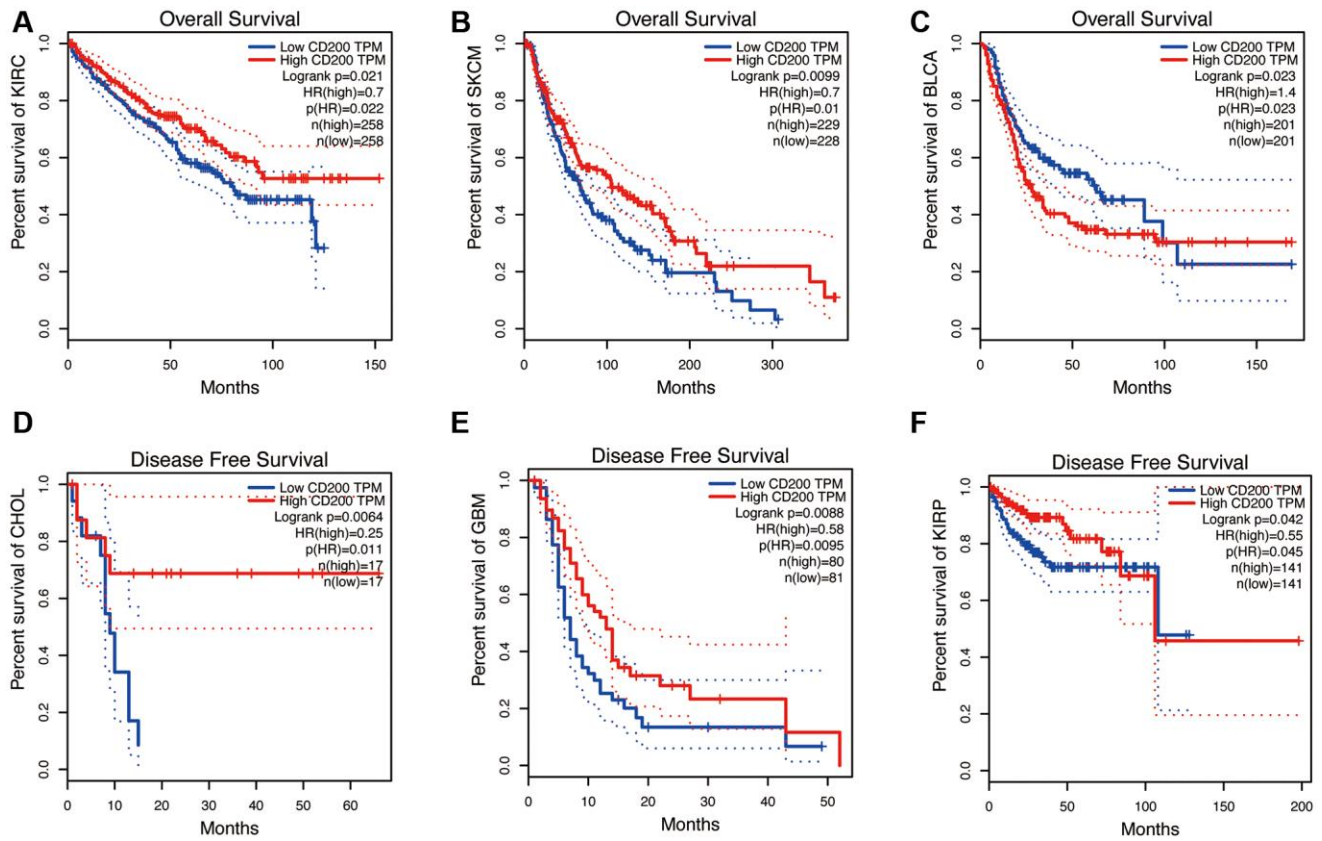 A
Overall Survival
Percent survival of KIRC
Low CD200 TPM
High CD200 TPM
Logrank p=0.021
HR(high)=0.7
p(HR)=0.022
n(high)=258
n(low)=258
1.0
0.8
0.6
0.4
0.2
0.0
0 50 100 150
Months
B
Overall Survival
Percent survival of SKCM
Low CD200 TPM
High CD200 TPM
Logrank p=0.0099
HR(high)=0.7
p(HR)=0.01
n(high)=229
n(low)=228
1.0
0.8
0.6
0.4
0.2
0.0
0 100 200 300
Months
C
Overall Survival
Percent survival of BLCA
Low CD200 TPM
High CD200 TPM
Logrank p=0.023
HR(high)=1.4
p(HR)=0.023
n(high)=201
n(low)=201
1.0
0.8
0.6
0.4
0.2
0.0
0 50 100 150
Months
D
Disease Free Survival
Percent survival of CHOL
Low CD200 TPM
High CD200 TPM
Logrank p=0.0064
HR(high)=0.25
p(HR)=0.011
n(high)=17
n(low)=17
1.0
0.8
0.6
0.4
0.2
0.0
0 10 20 30 40 50 60
Months
E
Disease Free Survival
Percent survival of GBM
Low CD200 TPM
High CD200 TPM
Logrank p=0.0088
HR(high)=0.58
p(HR)=0.0095
n(high)=80
n(low)=81
1.0
0.8
0.6
0.4
0.2
0.0
0 10 20 30 40 50
Months
F
Disease Free Survival
Percent survival of KIRP
Low CD200 TPM
High CD200 TPM
Logrank p=0.042
HR(high)=0.55
p(HR)=0.045
n(high)=141
n(low)=141
1.0
0.8
0.6
0.4
0.2
0.0
0 50 100 150 200
Months